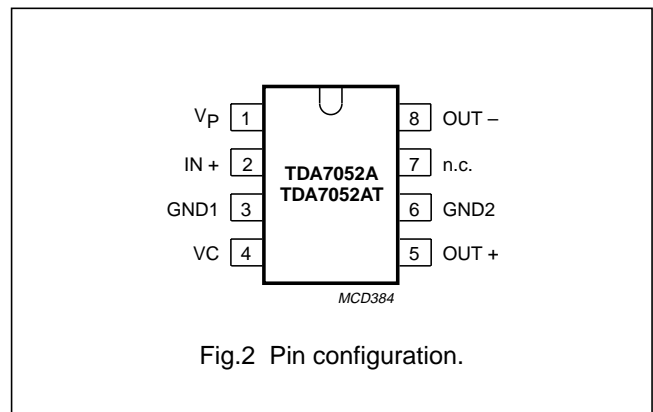 VP 1 8 OUT –
IN + 2 TDA7052A 7 n.c.
TDA7052AT
GND1 3 6 GND2
VC 4 5 OUT +
MCD384
Fig.2 Pin configuration.